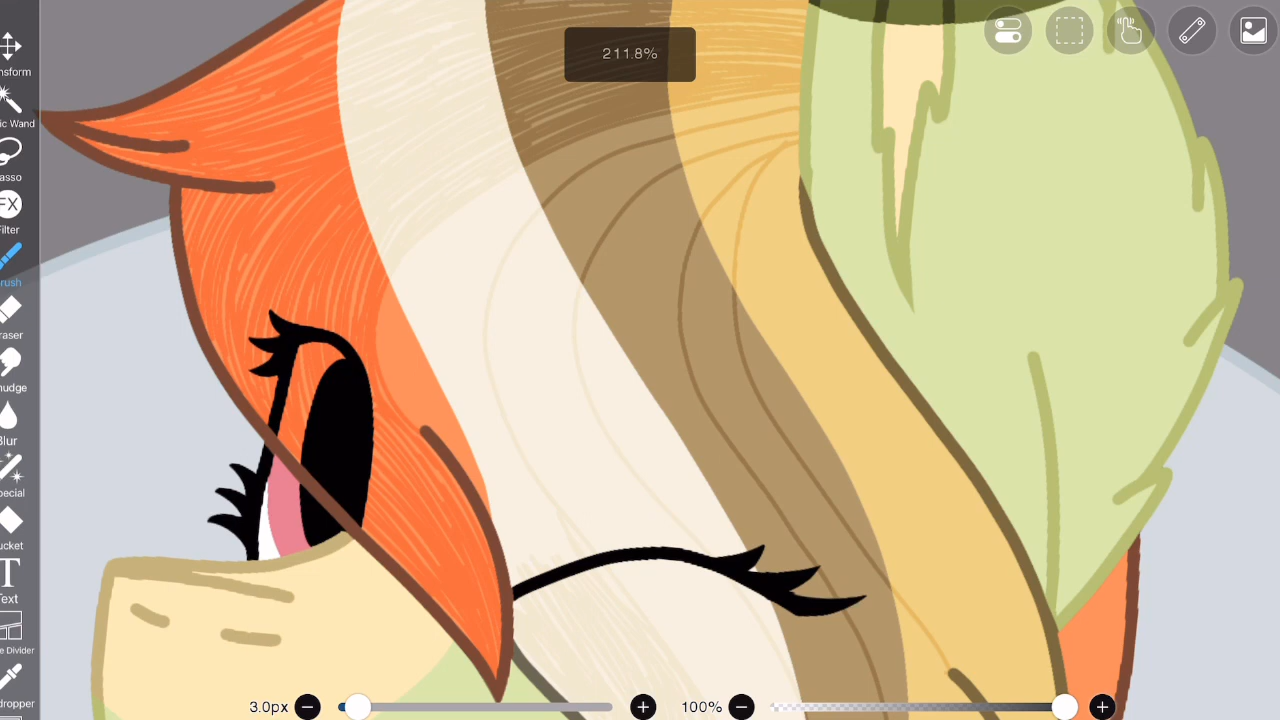 211.8%
nsform
ic Wand
asso
FX
Filter
rush
raser
mudge
Blur
pecial
ucket
T
Text
e Divider
dropper
3.0px
100%